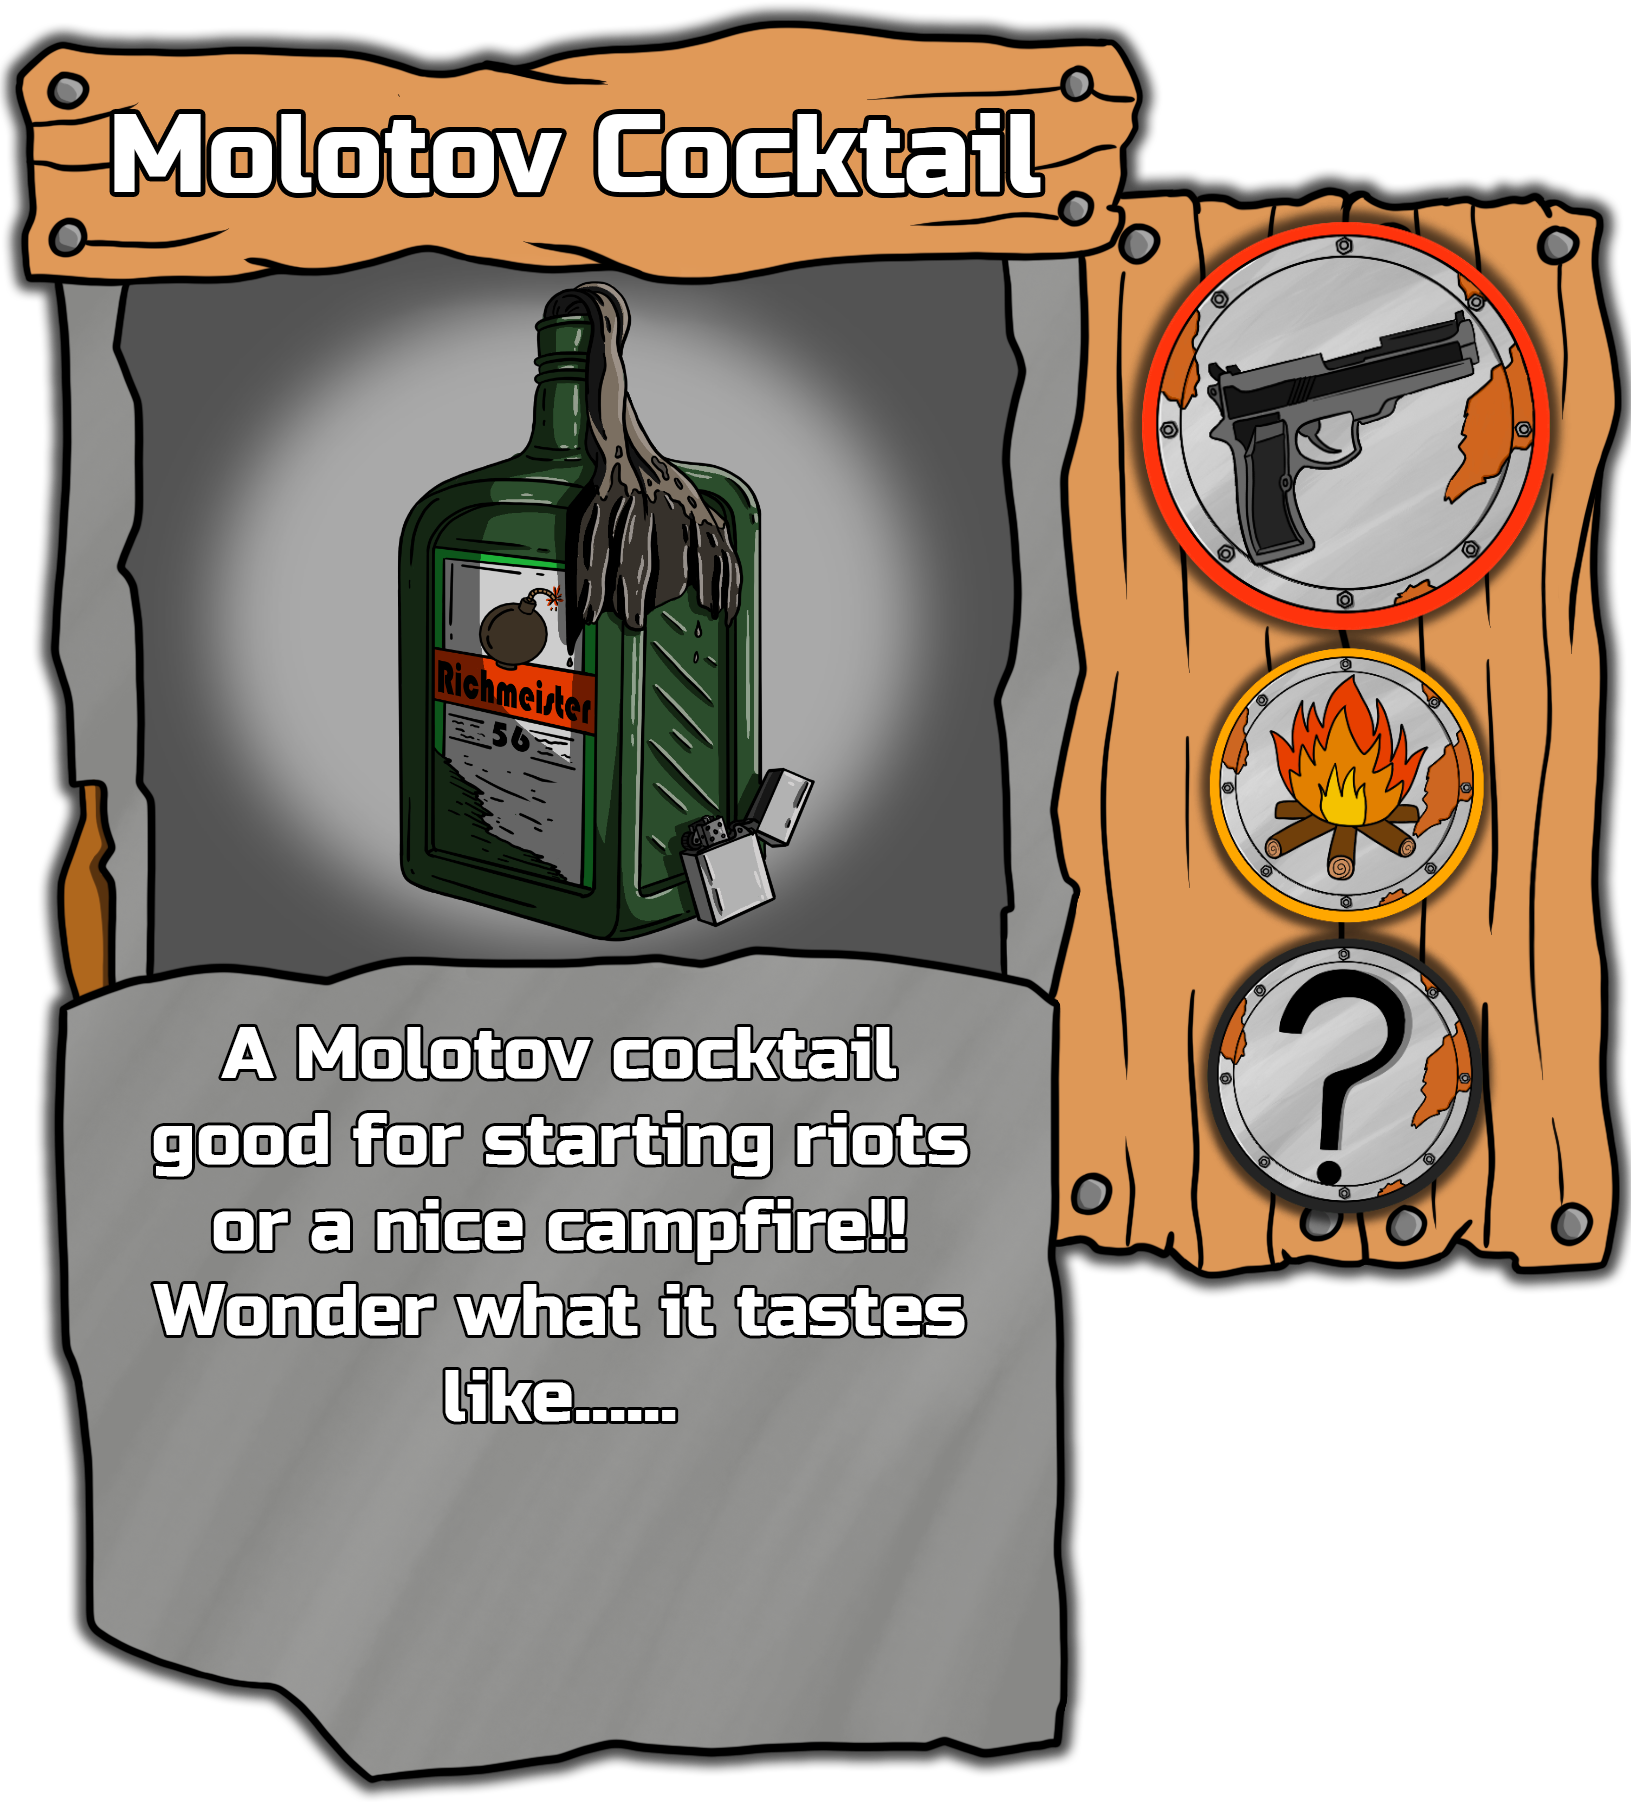 Molotov Cocktail
Richmeister
56
A Molotov cocktail
good for starting riots
or a nice campfire!!
Wonder what it tastes
like......
?